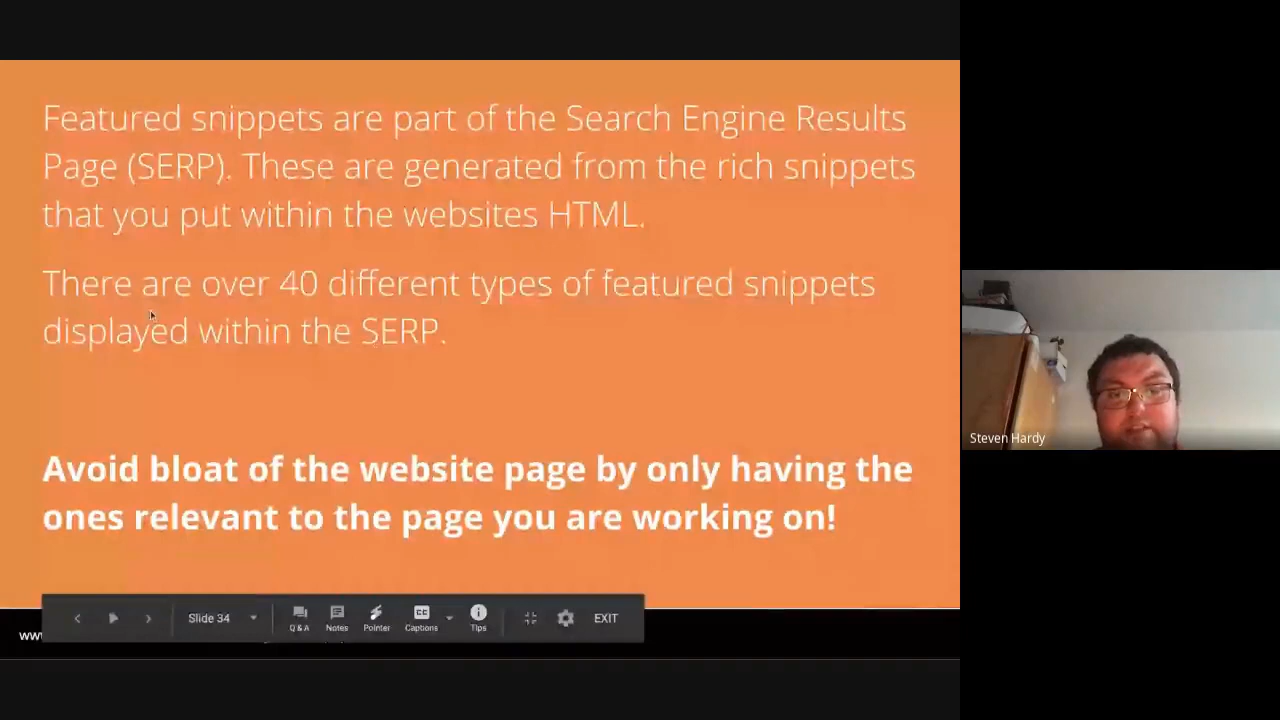 Featured snippets are part of the Search Engine Results
Page (SERP). These are generated from the rich snippets
that you put within the websites HTML.
There are over 40 different types of featured snippets
displayed within the SERP.
Steven Hardy
Avoid bloat of the website page by only having the
ones relevant to the page you are working on!
Slide 34
Q & A
Notes
Pointer
Captions
Tips
EXIT